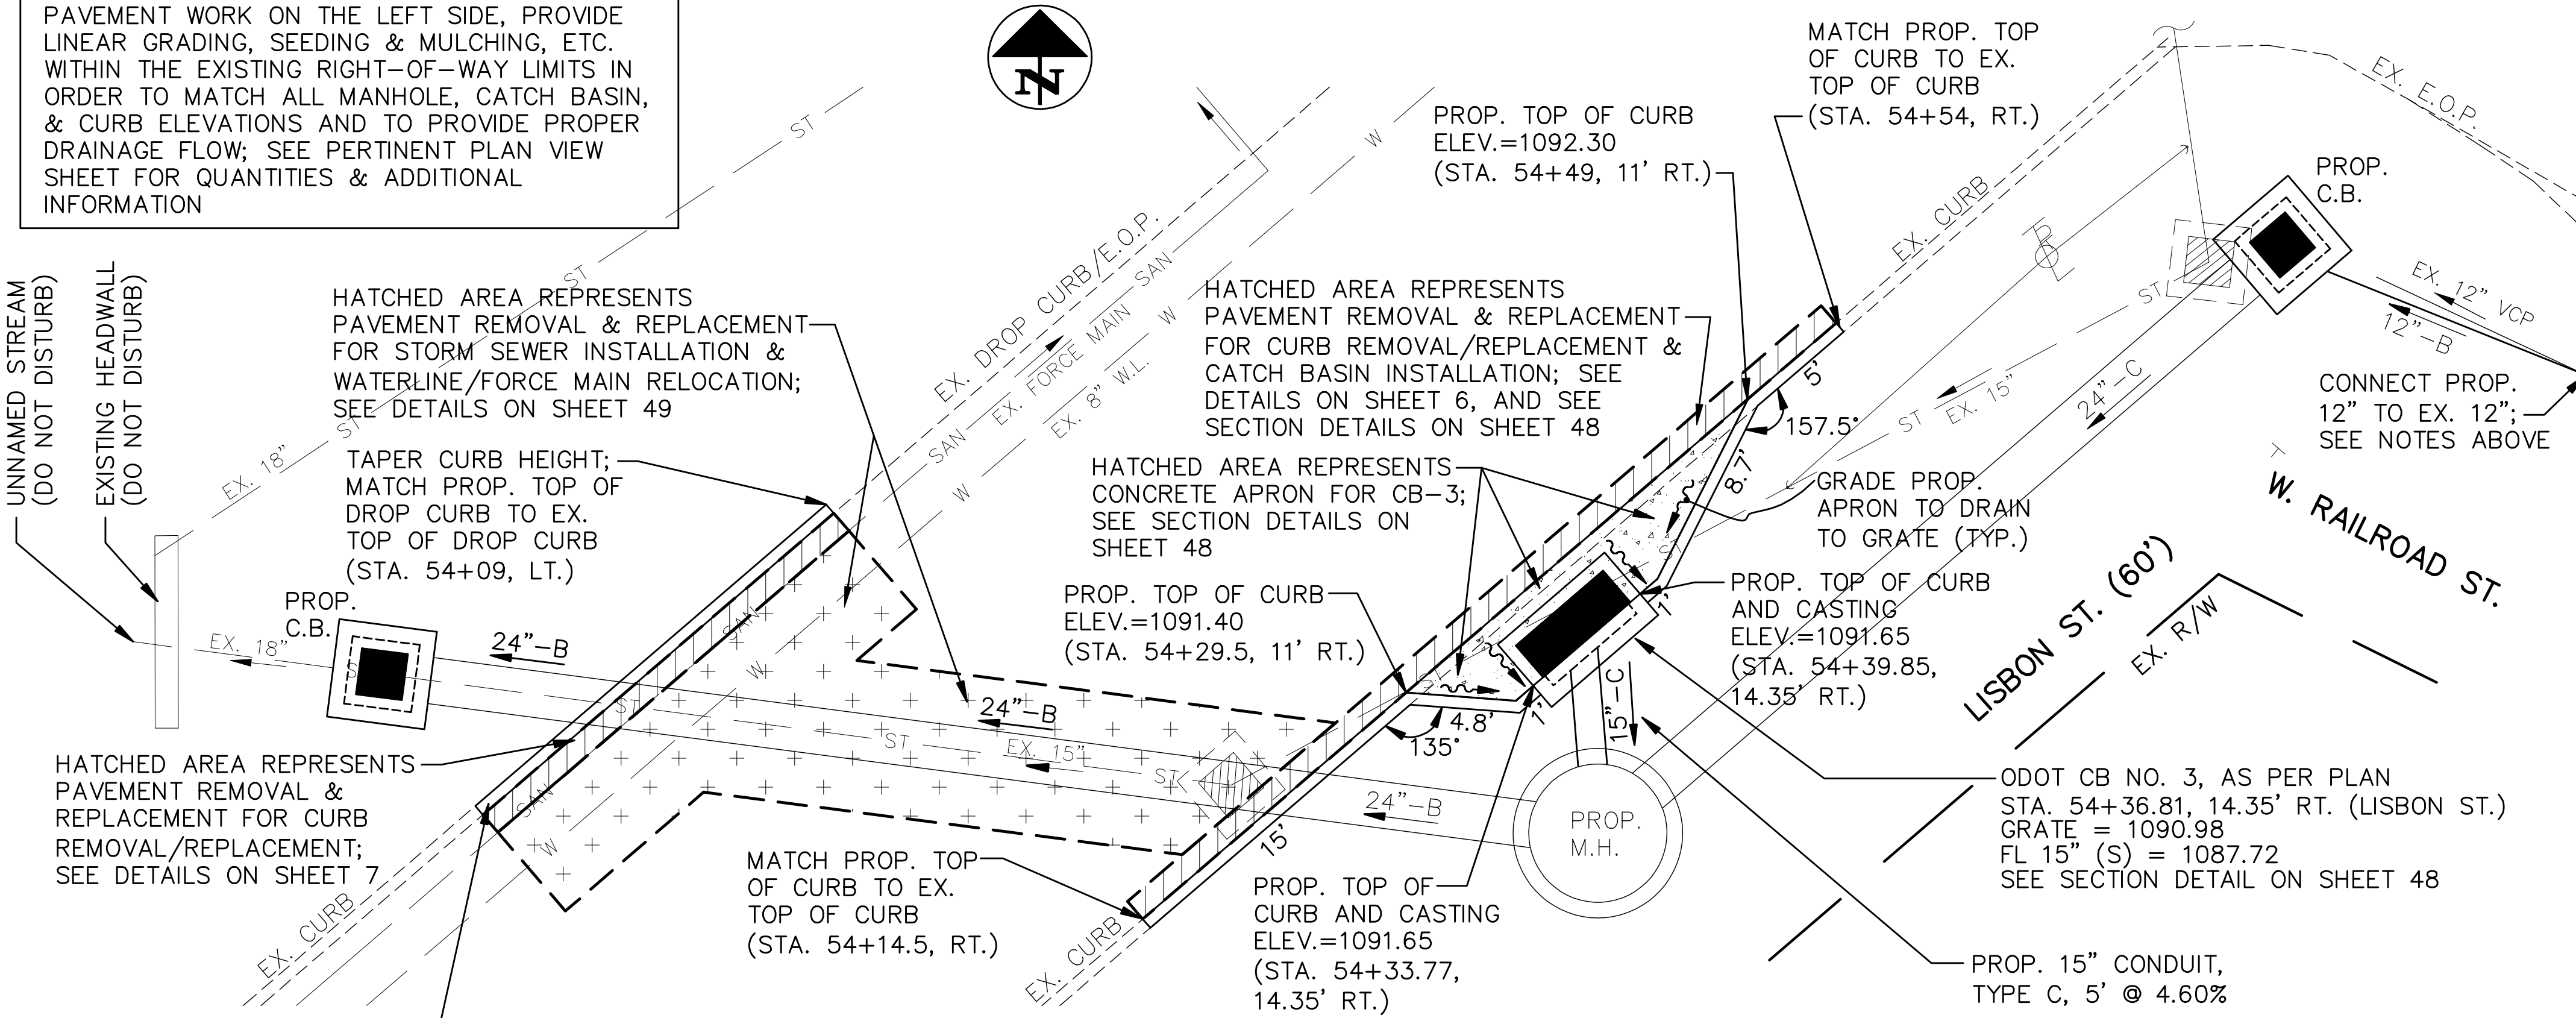 PAVEMENT WORK ON THE LEFT SIDE, PROVIDE
LINEAR GRADING, SEEDING & MULCHING, ETC.
WITHIN THE EXISTING RIGHT-OF-WAY LIMITS IN
ORDER TO MATCH ALL MANHOLE, CATCH BASIN,
& CURB ELEVATIONS AND TO PROVIDE PROPER
DRAINAGE FLOW; SEE PERTINENT PLAN VIEW
SHEET FOR QUANTITIES & ADDITIONAL
INFORMATION
N
MATCH PROP. TOP
OF CURB TO EX.
TOP OF CURB
(STA. 54+54, RT.)
PROP. TOP OF CURB
ELEV.=1092.30
(STA. 54+49, 11' RT.)
EX. E.O.P.
PROP.
C.B.
EX. CURB
ST
ST
ST
W
EX. 12" VCP
12"-B
CONNECT PROP.
12" TO EX. 12";
SEE NOTES ABOVE
UNNAMED STREAM
(DO NOT DISTURB)
EXISTING HEADWALL
(DO NOT DISTURB)
HATCHED AREA REPRESENTS
PAVEMENT REMOVAL & REPLACEMENT
FOR STORM SEWER INSTALLATION &
WATERLINE/FORCE MAIN RELOCATION;
SEE DETAILS ON SHEET 49
EX. 18"
EX. DROP CURB/E.O.P.
SAN
EX. FORCE MAIN
SAN
W
EX. 8" W.L.
W
HATCHED AREA REPRESENTS
PAVEMENT REMOVAL & REPLACEMENT
FOR CURB REMOVAL/REPLACEMENT &
CATCH BASIN INSTALLATION; SEE
DETAILS ON SHEET 6, AND SEE
SECTION DETAILS ON SHEET 48
5'
157.5°
8.7'
ST
EX. 15"
ST
24"-C
TAPER CURB HEIGHT;
MATCH PROP. TOP OF
DROP CURB TO EX.
TOP OF DROP CURB
(STA. 54+09, LT.)
HATCHED AREA REPRESENTS
CONCRETE APRON FOR CB-3;
SEE SECTION DETAILS ON
SHEET 48
GRADE PROP.
APRON TO DRAIN
TO GRATE (TYP.)
W. RAILROAD ST.
LISBON ST. (60')
EX. R/W
PROP.
C.B.
EX. 18"
24"-B
PROP. TOP OF CURB
ELEV.=1091.40
(STA. 54+29.5, 11' RT.)
1'
PROP. TOP OF CURB
AND CASTING
ELEV.=1091.65
(STA. 54+39.85,
14.35' RT.)
SAN
W
ST
24"-B
ST
EX. 15"
ST
4.8'
1'
135°
15"-C
HATCHED AREA REPRESENTS
PAVEMENT REMOVAL &
REPLACEMENT FOR CURB
REMOVAL/REPLACEMENT;
SEE DETAILS ON SHEET 7
SAN
W
24"-B
15'
PROP.
M.H.
ODOT CB NO. 3, AS PER PLAN
STA. 54+36.81, 14.35' RT. (LISBON ST.)
GRATE = 1090.98
FL 15" (S) = 1087.72
SEE SECTION DETAIL ON SHEET 48
MATCH PROP. TOP
OF CURB TO EX.
TOP OF CURB
(STA. 54+14.5, RT.)
PROP. TOP OF
CURB AND CASTING
ELEV.=1091.65
(STA. 54+33.77,
14.35' RT.)
EX. CURB
EX. CURB
PROP. 15" CONDUIT,
TYPE C, 5' @ 4.60%